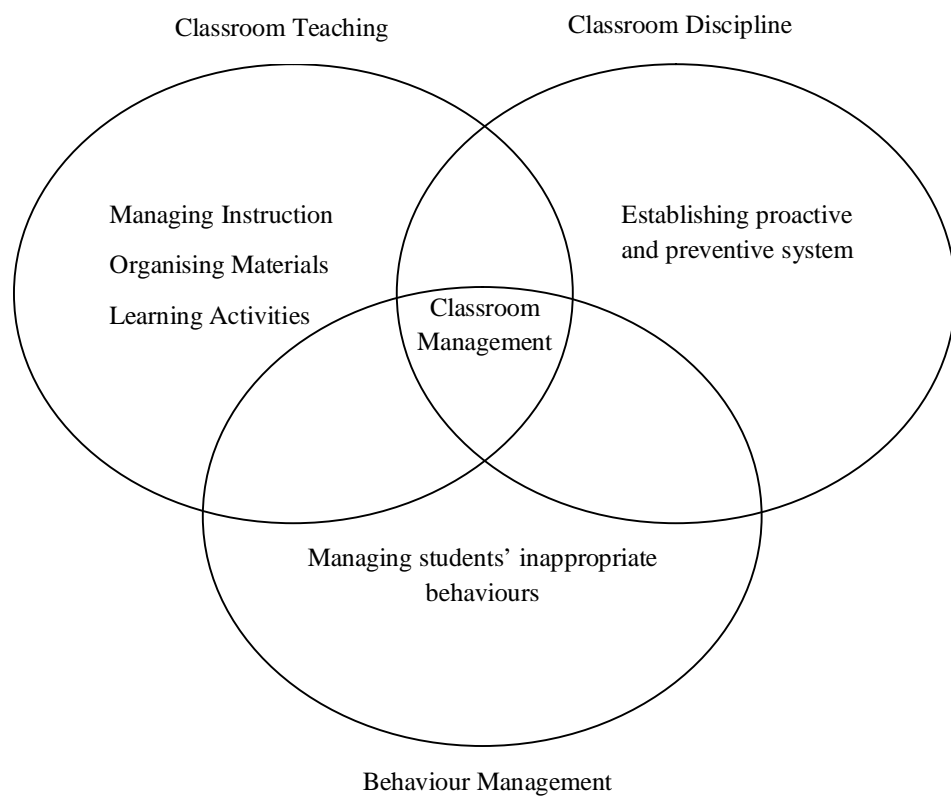 Classroom Teaching
Classroom Discipline
Managing Instruction
Organising Materials
Learning Activities
Establishing proactive
and preventive system
Classroom
Management
Managing students’ inappropriate
behaviours
Behaviour Management